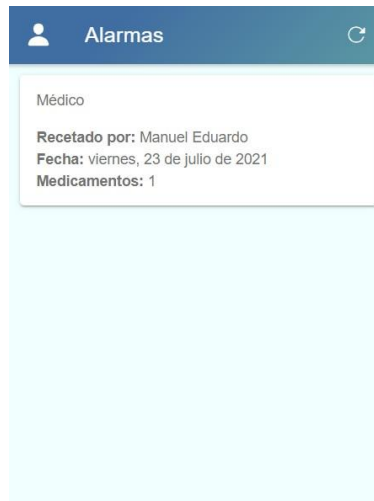 Alarmas
Médico
Recetado por: Manuel Eduardo
Fecha: viernes, 23 de julio de 2021
Medicamentos: 1